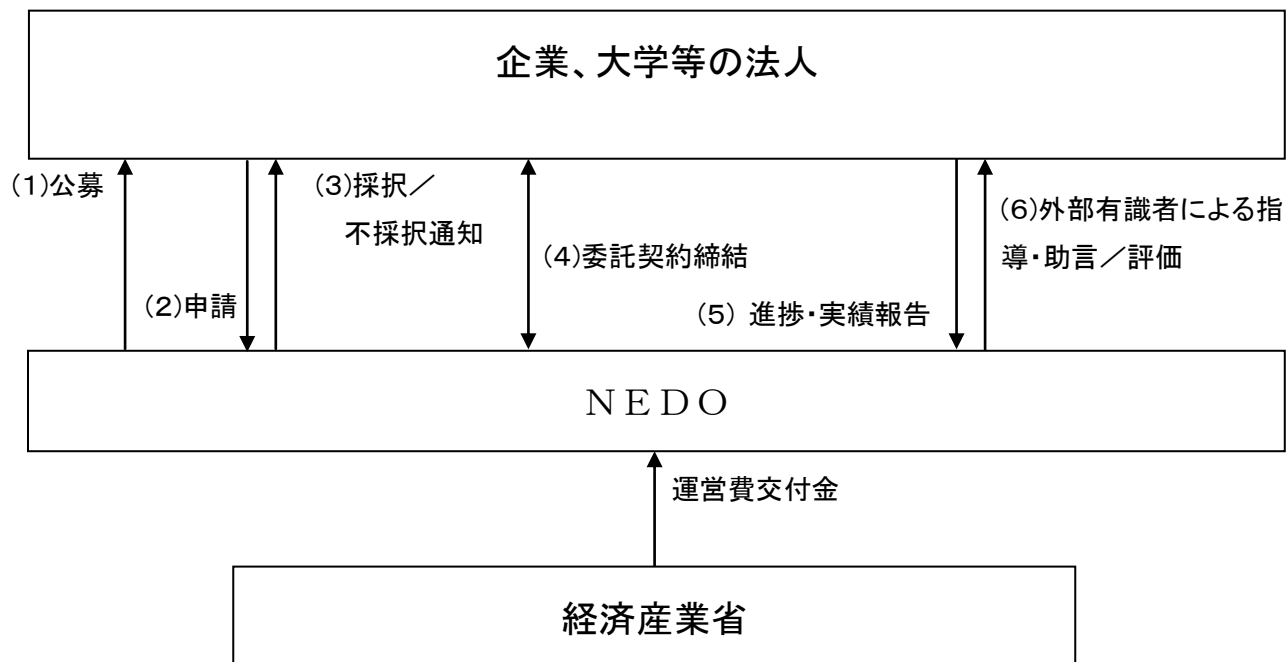 企業、大学等の法人
(1)公募
(2)申請
(3)採択／
不採択通知
(4)委託契約締結
(5) 進捗・実績報告
(6)外部有識者による指
導・助言／評価
NEDO
運営費交付金
経済産業省